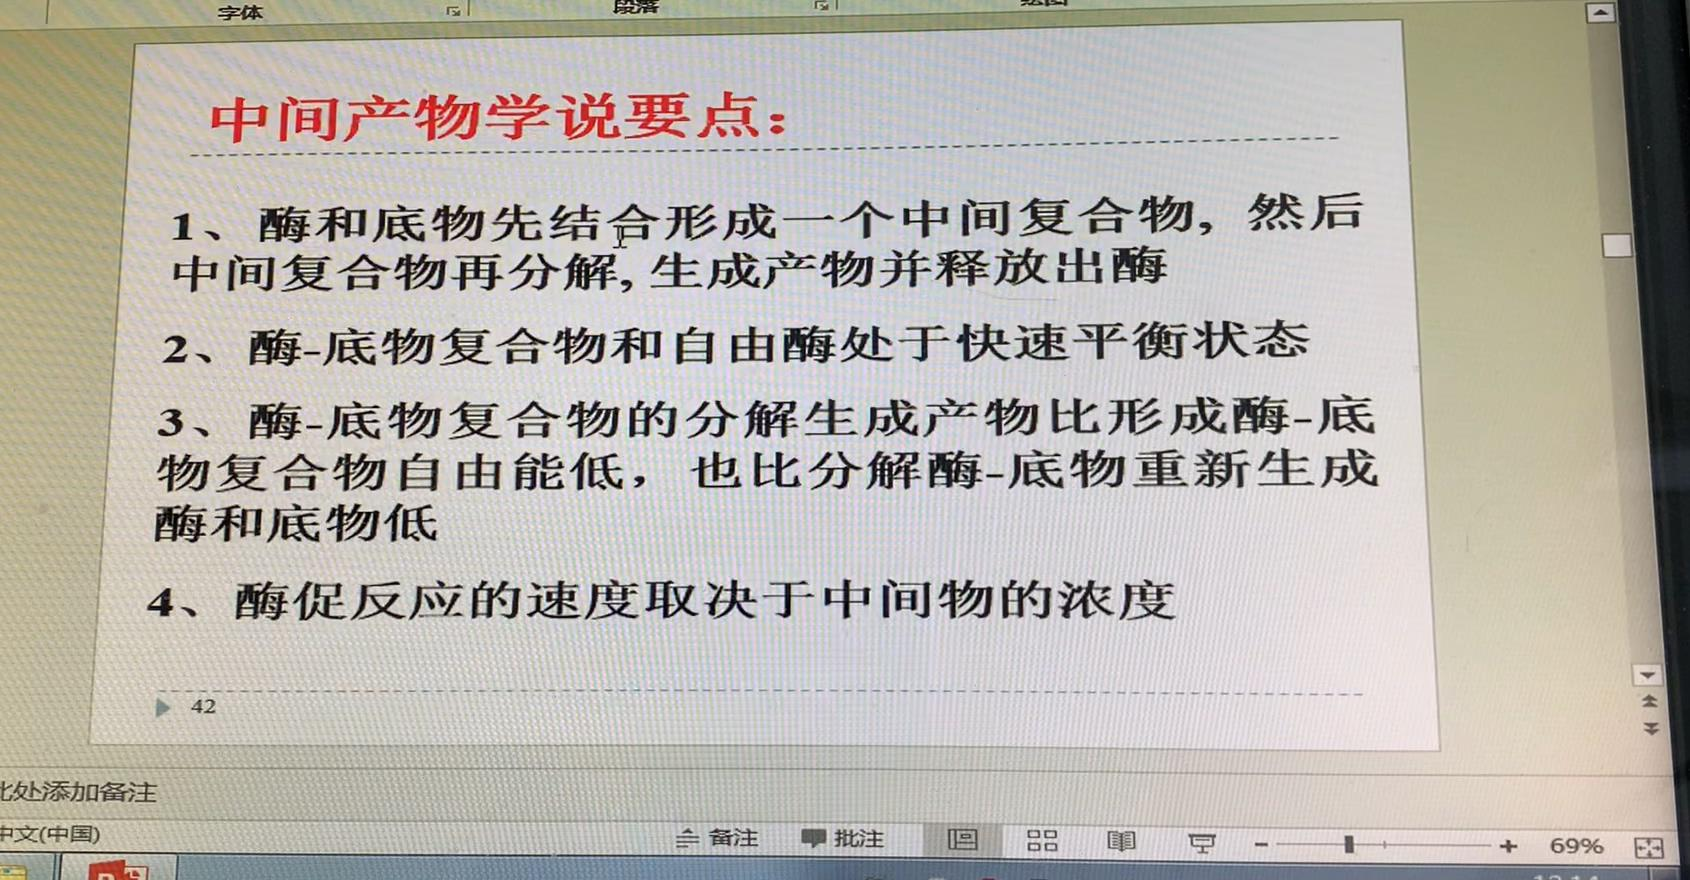 字体
段落
绘图
中间产物学说要点：
1、酶和底物先结合形成一个中间复合物，然后
中间复合物再分解，生成产物并释放出酶
2、酶-底物复合物和自由酶处于快速平衡状态
3、酶-底物复合物的分解生成产物比形成酶-底
物复合物自由能低，也比分解酶-底物重新生成
酶和底物低
4、酶促反应的速度取决于中间物的浓度
42
此处添加备注
中文(中国)
备注
批注
69%